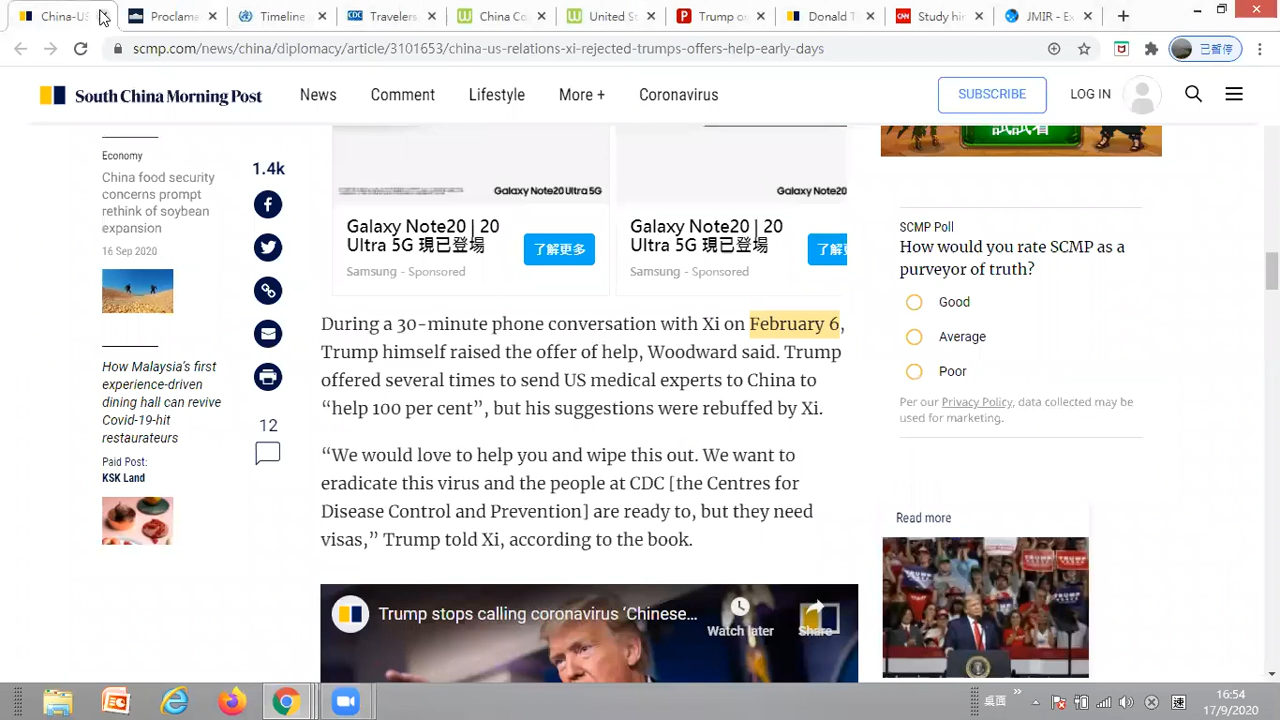 China-US
Proclama
Timeline
CDC
Travelers
China Co
United St
Trump o
Donald T
CNN
Study hi
JMIR - Ex
scmp.com/news/china/diplomacy/article/3101653/china-us-relations-xi-rejected-trumps-offers-help-early-days
已暫停
South China Morning Post
News
Comment
Lifestyle
More +
Coronavirus
SUBSCRIBE
LOG IN
Economy
China food security
concerns prompt
rethink of soybean
expansion
16 Sep 2020
How Malaysia's first
experience-driven
dining hall can revive
Covid-19-hit
restaurateurs
Paid Post:
KSK Land
1.4k
12
Galaxy Note20 Ultra 5G
Galaxy Note20 | 20
Ultra 5G 現已登場
了解更多
Samsung - Sponsored
Galaxy Note20
Galaxy Note20 | 20
Ultra 5G 現已登場
了解更
Samsung - Sponsored
During a 30-minute phone conversation with Xi on February 6,
Trump himself raised the offer of help, Woodward said. Trump
offered several times to send US medical experts to China to
“help 100 per cent”, but his suggestions were rebuffed by Xi.
“We would love to help you and wipe this out. We want to
eradicate this virus and the people at CDC [the Centres for
Disease Control and Prevention] are ready to, but they need
visas,” Trump told Xi, according to the book.
Trump stops calling coronavirus ‘Chinese...
Watch later
Share
試試看
SCMP Poll
How would you rate SCMP as a
purveyor of truth?
Good
Average
Poor
Per our Privacy Policy, data collected may be
used for marketing.
Read more
TRUMP
桌面
16:54
17/9/2020